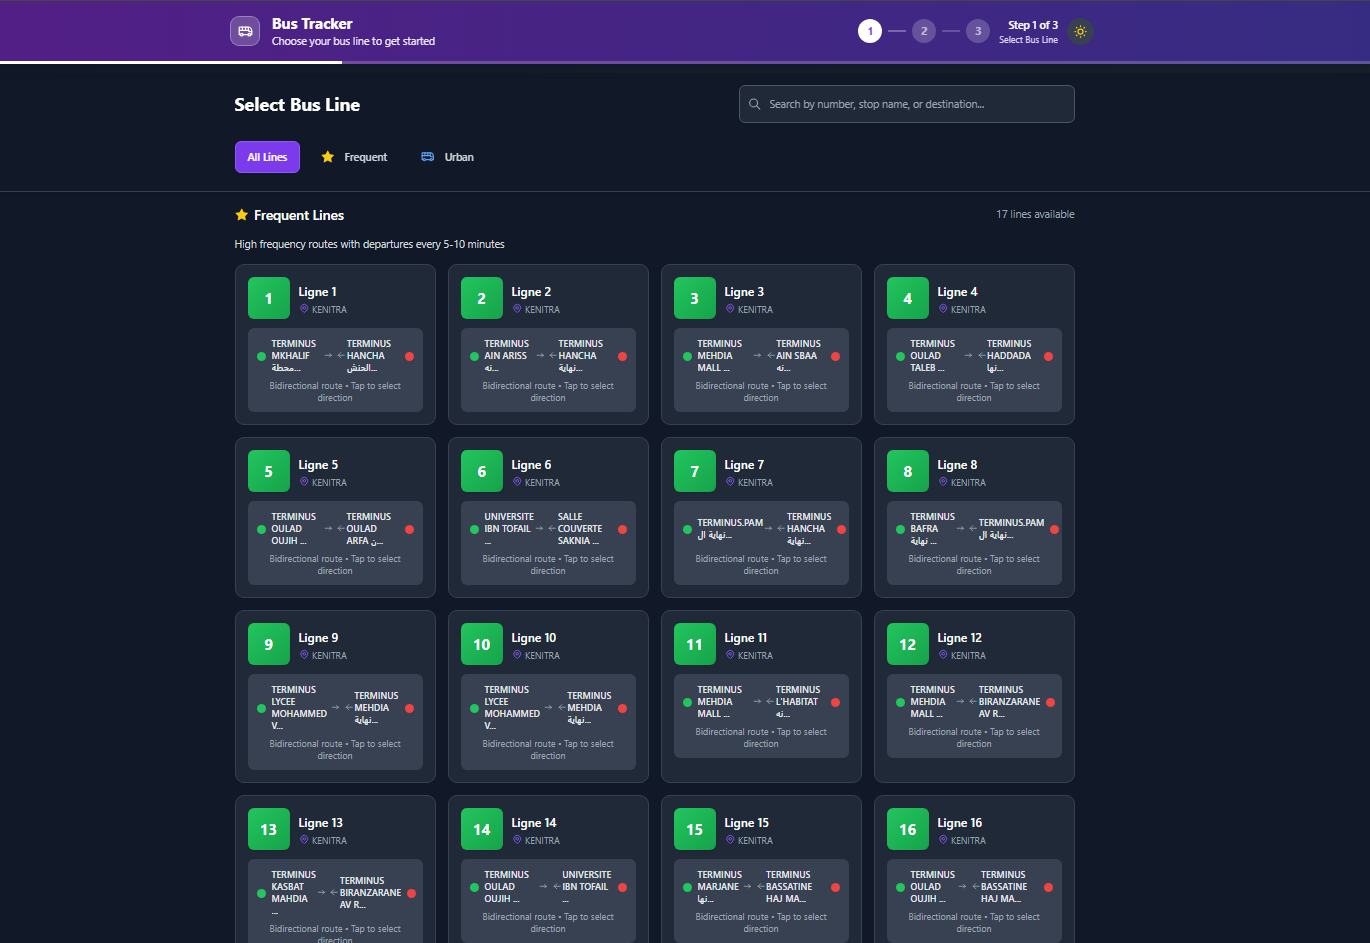 Bus Tracker
Choose your bus line to get started
1
2
3
Step 1 of 3
Select Bus Line
Select Bus Line
Search by number, stop name, or destination...
All Lines
Frequent
Urban
Frequent Lines
17 lines available
High frequency routes with departures every 5-10 minutes
1
Ligne 1
KENITRA
TERMINUS
MKHALIF
محطة...
→
←
TERMINUS
HANCHA
الحنش...
Bidirectional route • Tap to select
direction
2
Ligne 2
KENITRA
TERMINUS
AIN ARISS
نه...
→
←
TERMINUS
HANCHA
نهاية...
Bidirectional route • Tap to select
direction
3
Ligne 3
KENITRA
TERMINUS
MEHDIA
MALL ...
→
←
TERMINUS
AIN SBAA
نه...
Bidirectional route • Tap to select
direction
4
Ligne 4
KENITRA
TERMINUS
OULAD
TALEB ...
→
←
TERMINUS
HADDADA
نها...
Bidirectional route • Tap to select
direction
5
Ligne 5
KENITRA
TERMINUS
OULAD
OUJIH ...
→
←
TERMINUS
OULAD
ARFA ن...
Bidirectional route • Tap to select
direction
6
Ligne 6
KENITRA
UNIVERSITE
IBN TOFAIL
...
→
←
SALLE
COUVERTE
SAKNIA ...
Bidirectional route • Tap to select
direction
7
Ligne 7
KENITRA
TERMINUS.PAM
نهاية ال...
→
←
TERMINUS
HANCHA
نهاية...
Bidirectional route • Tap to select
direction
8
Ligne 8
KENITRA
TERMINUS
BAFRA
نهاية ...
→
←
TERMINUS.PAM
نهاية ال...
Bidirectional route • Tap to select
direction
9
Ligne 9
KENITRA
TERMINUS
LYCEE
MOHAMMED
V...
→
←
TERMINUS
MEHDIA
نهاية...
Bidirectional route • Tap to select
direction
10
Ligne 10
KENITRA
TERMINUS
LYCEE
MOHAMMED
V...
→
←
TERMINUS
MEHDIA
نهاية...
Bidirectional route • Tap to select
direction
11
Ligne 11
KENITRA
TERMINUS
MEHDIA
MALL ...
→
←
TERMINUS
L'HABITAT
نه...
Bidirectional route • Tap to select
direction
12
Ligne 12
KENITRA
TERMINUS
MEHDIA
MALL ...
→
←
TERMINUS
BIRANZARANE
AV R...
Bidirectional route • Tap to select
direction
13
Ligne 13
KENITRA
TERMINUS
KASBAT
MAHDIA
...
→
←
TERMINUS
BIRANZARANE
AV R...
Bidirectional route • Tap to select
direction
14
Ligne 14
KENITRA
TERMINUS
OULAD
OUJIH ...
→
←
UNIVERSITE
IBN TOFAIL
...
Bidirectional route • Tap to select
direction
15
Ligne 15
KENITRA
TERMINUS
MARJANE
نها...
→
←
TERMINUS
BASSATINE
HAJ MA...
Bidirectional route • Tap to select
direction
16
Ligne 16
KENITRA
TERMINUS
OULAD
OUJIH ...
→
←
TERMINUS
BASSATINE
HAJ MA...
Bidirectional route • Tap to select
direction